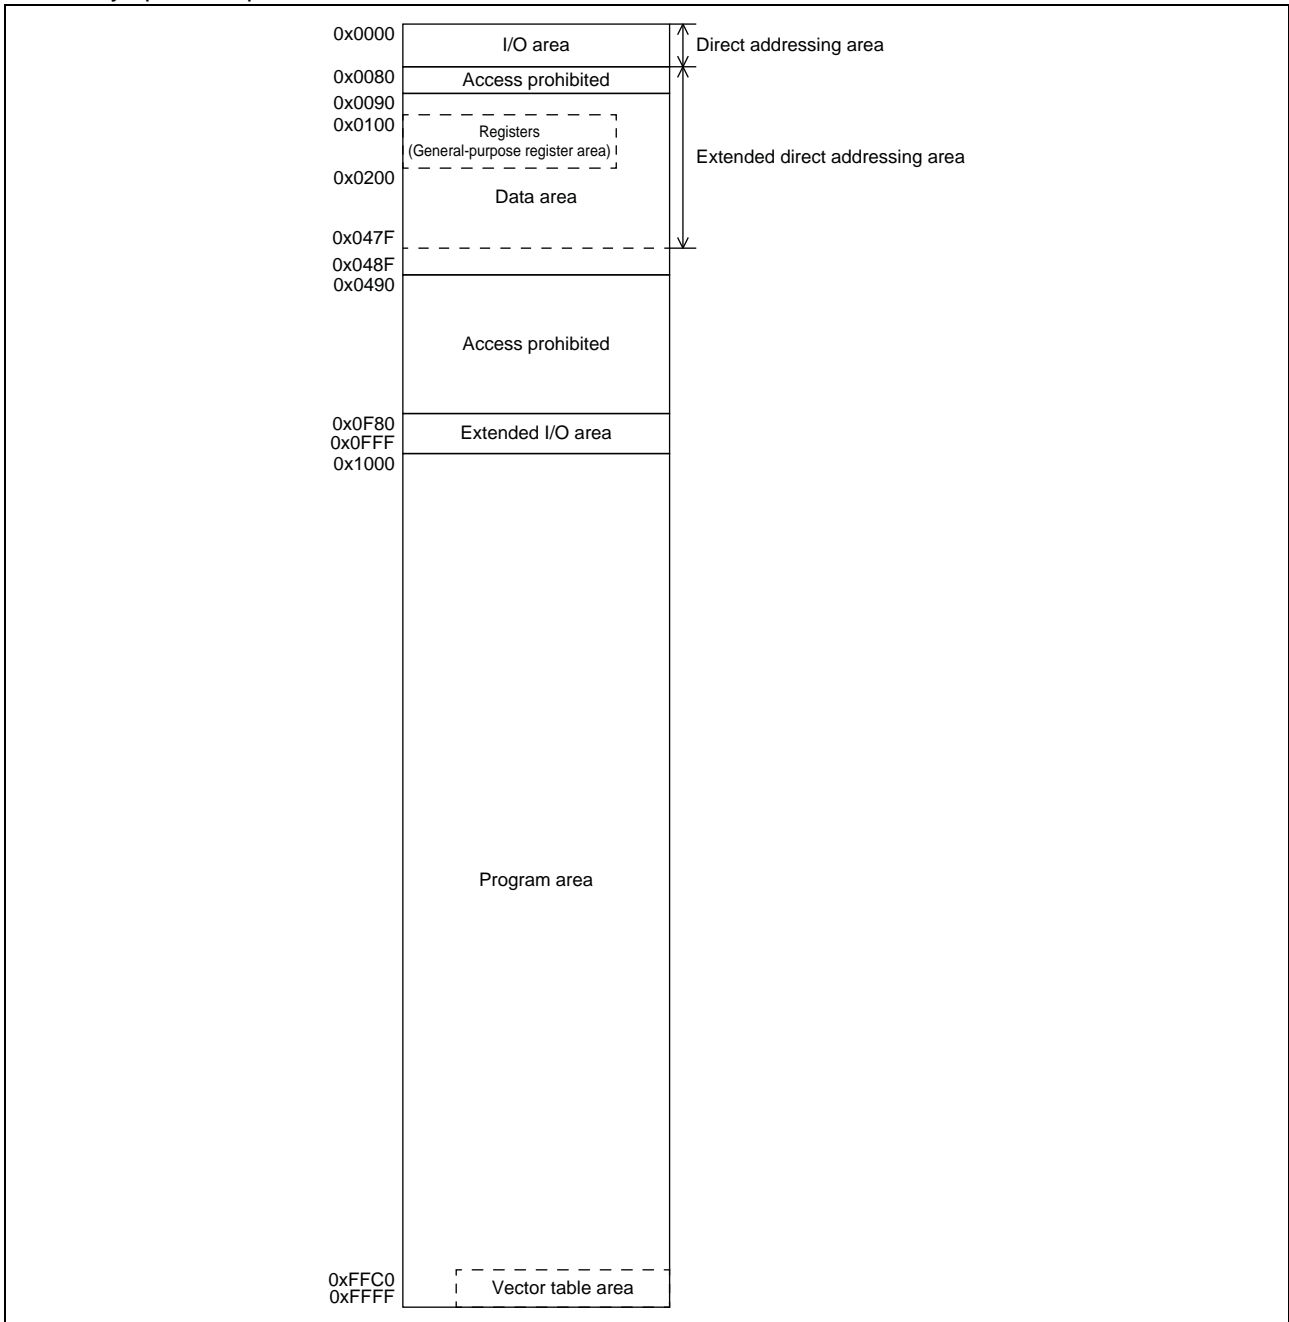 0x0000
I/O area
Direct addressing area
0x0080
Access prohibited
0x0090
0x0100
Registers
(General-purpose register area)
Extended direct addressing area
0x0200
Data area
0x047F
0x048F
0x0490
Access prohibited
0x0F80
Extended I/O area
0x0FFF
0x1000
Program area
0xFFC0
Vector table area
0xFFFF